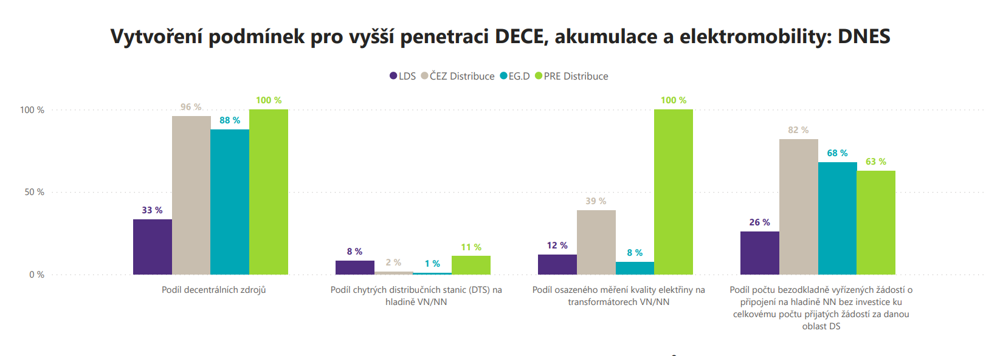 Vytvoření podmínek pro vyšší penetraci DECE, akumulace a elektromobility: DNES
LDS ČEZ Distribuce EG.D PRE Distribuce
100 %
50 %
0 %
33 %
96 %
88 %
100 %
8 %
2 %
1 %
11 %
12 %
39 %
8 %
100 %
26 %
82 %
68 %
63 %
Podíl decentrálních zdrojů
Podíl chytrých distribučních stanic (DTS) na
hladině VN/NN
Podíl osazeného měření kvality elektřiny na
transformátorech VN/NN
Podíl počtu bezodkladně vyřízených žádostí o
připojení na hladině NN bez investice ku
celkovému počtu přijatých žádostí za danou
oblast DS